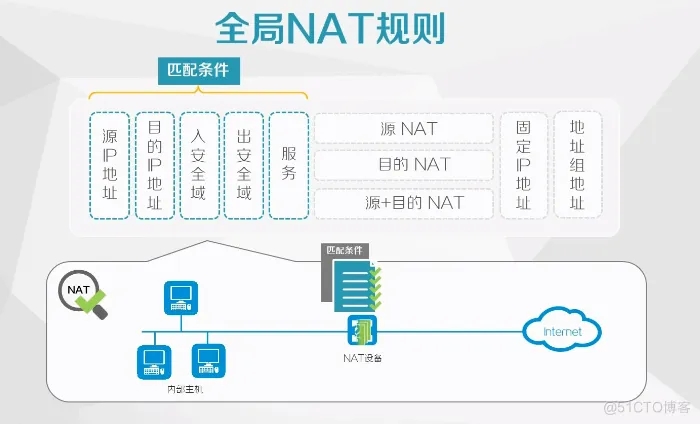 全局NAT规则
匹配条件
源IP地址
目的IP地址
入安全域
出安全域
服务
源 NAT
目的 NAT
源+目的 NAT
固定IP地址
地址组地址
匹配条件
NAT
Internet
NAT设备
内部主机
@51CTO博客